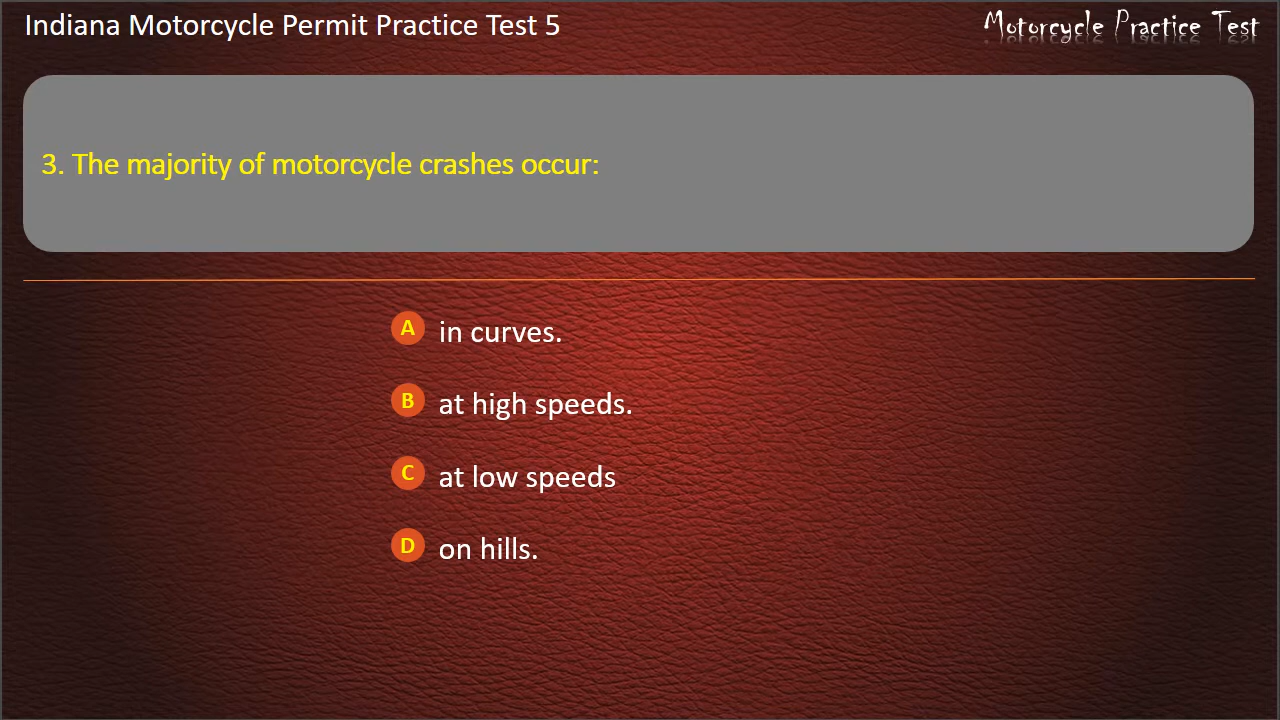 Indiana Motorcycle Permit Practice Test 5
Motorcycle Practice Test
3. The majority of motorcycle crashes occur:
A in curves.
B at high speeds.
C at low speeds
D on hills.